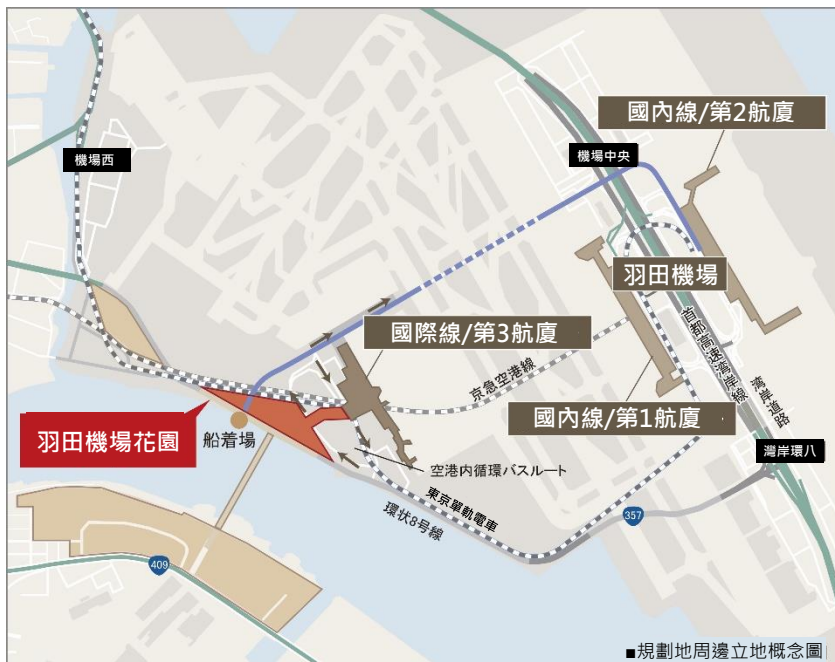 國內線/第2航廈
機場中央
機場西
羽田機場
國際線/第3航廈
首都高速湾岸線
湾岸道路
京急空港線
國內線/第1航廈
羽田機場花園
船着場
灣岸環八
空港内循環バスルート
東京單軌電車
環状8号線
357
409
■規劃地周邊立地概念圖